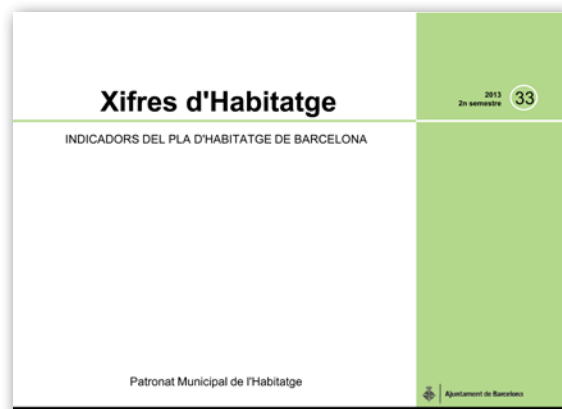 Xifres d'Habitatge
2013
2n semestre
33
INDICADORS DEL PLA D'HABITATGE DE BARCELONA
Patronat Municipal de l'Habitatge
Ajuntament de Barcelona